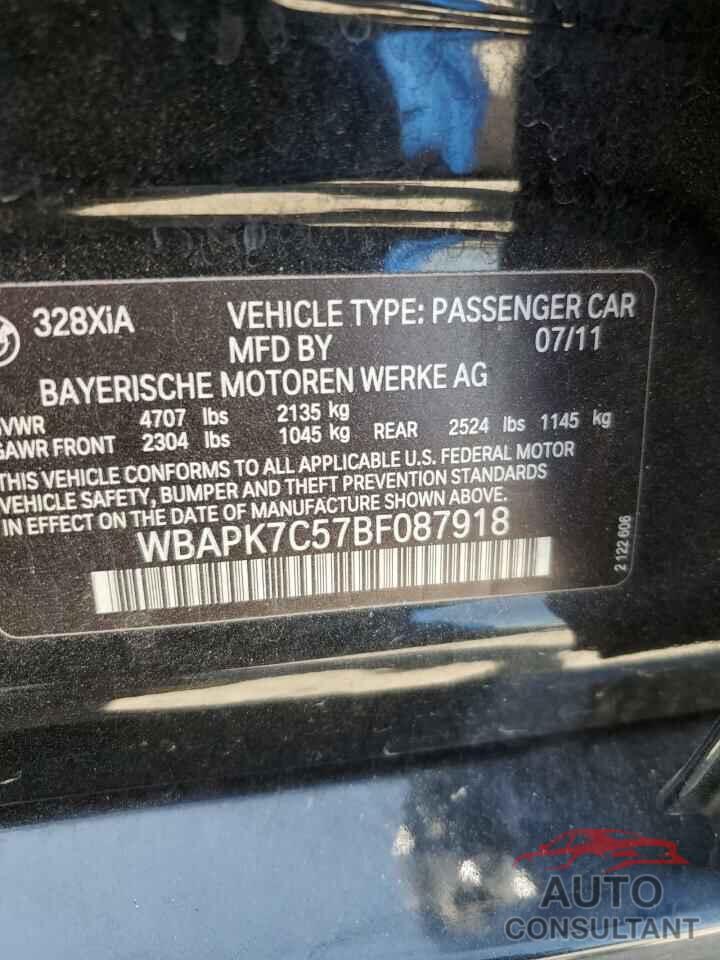 328XiA VEHICLE TYPE: PASSENGER CAR
MFD BY 07/11
BAYERISCHE MOTOREN WERKE AG
VWR 4707 lbs 2135 kg
GAWR FRONT 2304 lbs 1045 kg REAR 2524 lbs 1145 kg
THIS VEHICLE CONFORMS TO ALL APPLICABLE U.S. FEDERAL MOTOR
VEHICLE SAFETY, BUMPER AND THEFT PREVENTION STANDARDS
IN EFFECT ON THE DATE OF MANUFACTURE SHOWN ABOVE.
WBAPK7C57BF087918
2 122 606
AUTO
CONSULTANT